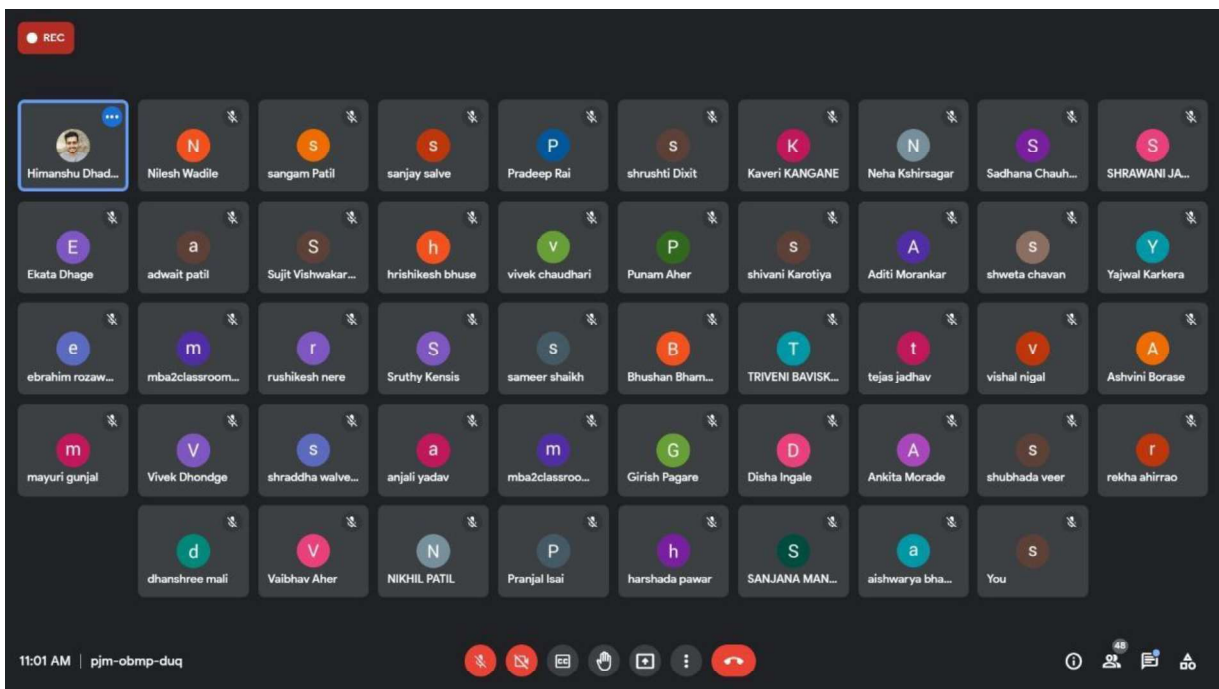 REC
Himanshu Dhad...
N
Nilesh Wadile
s
sangam Patil
s
sanjay salve
P
Pradeep Rai
s
shrushti Dixit
K
Kaveri KANGANE
N
Neha Kshirsagar
S
Sadhana Chauh...
S
SHRAWANI JA...
E
Ekata Dhage
a
adwait patil
S
Sujit Vishwakar...
h
hrishikesh bhuse
v
vivek chaudhari
P
Punam Aher
s
shivani Karotiya
A
Aditi Morankar
s
shweta chavan
Y
Yajwal Karkera
e
ebrahim rozaw...
m
mba2classroom...
r
rushikesh nere
S
Sruthy Kensis
s
sameer shaikh
B
Bhushan Bham...
T
TRIVENI BAVISK...
t
tejas jadhav
v
vishal nigal
A
Ashvini Borase
m
mayuri gunjal
V
Vivek Dhondge
s
shraddha walve...
a
anjali yadav
m
mba2classroo...
G
Girish Pagare
D
Disha Ingale
A
Ankita Morade
s
shubhada veer
r
rekha ahirrao
d
dhanshree mali
V
Vaibhav Aher
N
NIKHIL PATIL
P
Pranjal Isai
h
harshada pawar
S
SANJANA MAN...
a
aishwarya bha...
s
You
11:01 AM | pjm-obmp-duq
CC
48